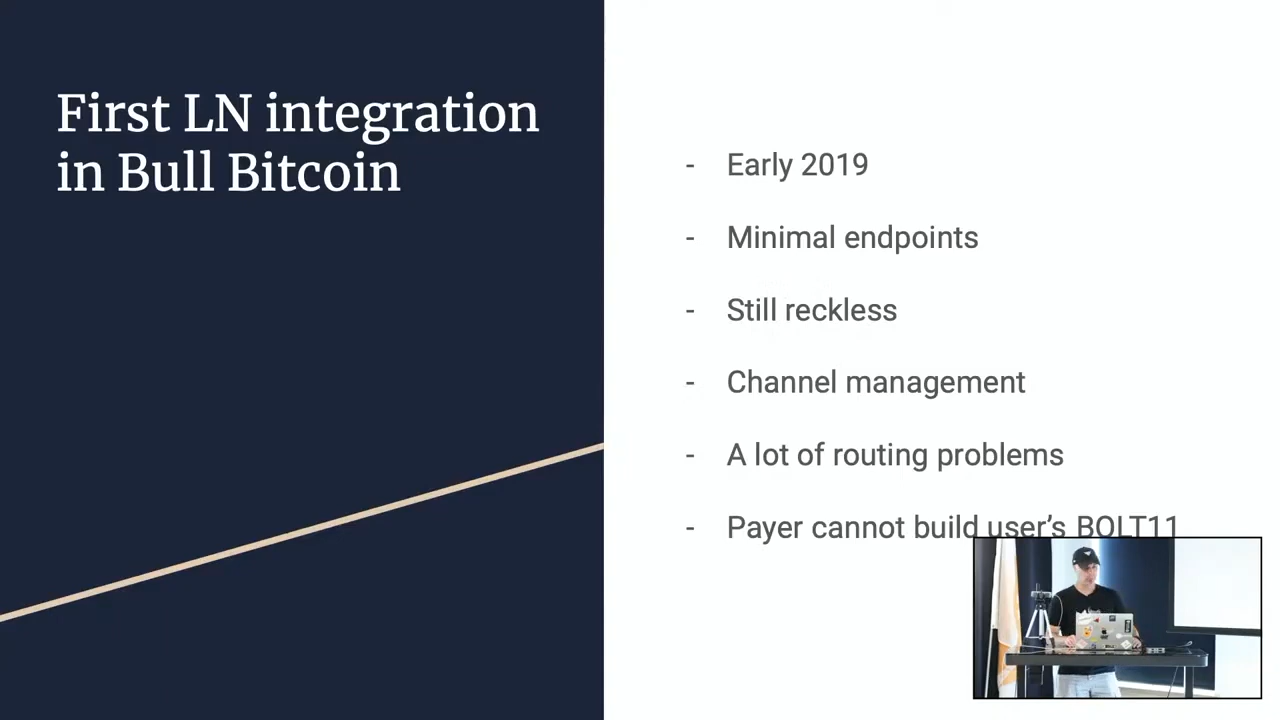 First LN integration
in Bull Bitcoin
- Early 2019
- Minimal endpoints
- Still reckless
- Channel management
- A lot of routing problems
- Payer cannot build user’s BOLT11